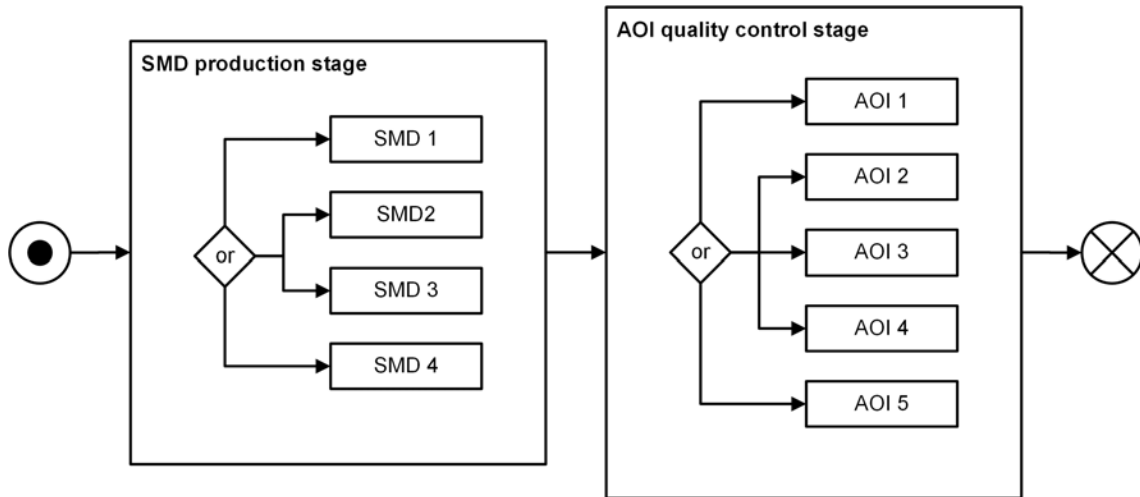 SMD production stage
or
SMD 1
SMD2
SMD 3
SMD 4
AOI quality control stage
or
AOI 1
AOI 2
AOI 3
AOI 4
AOI 5